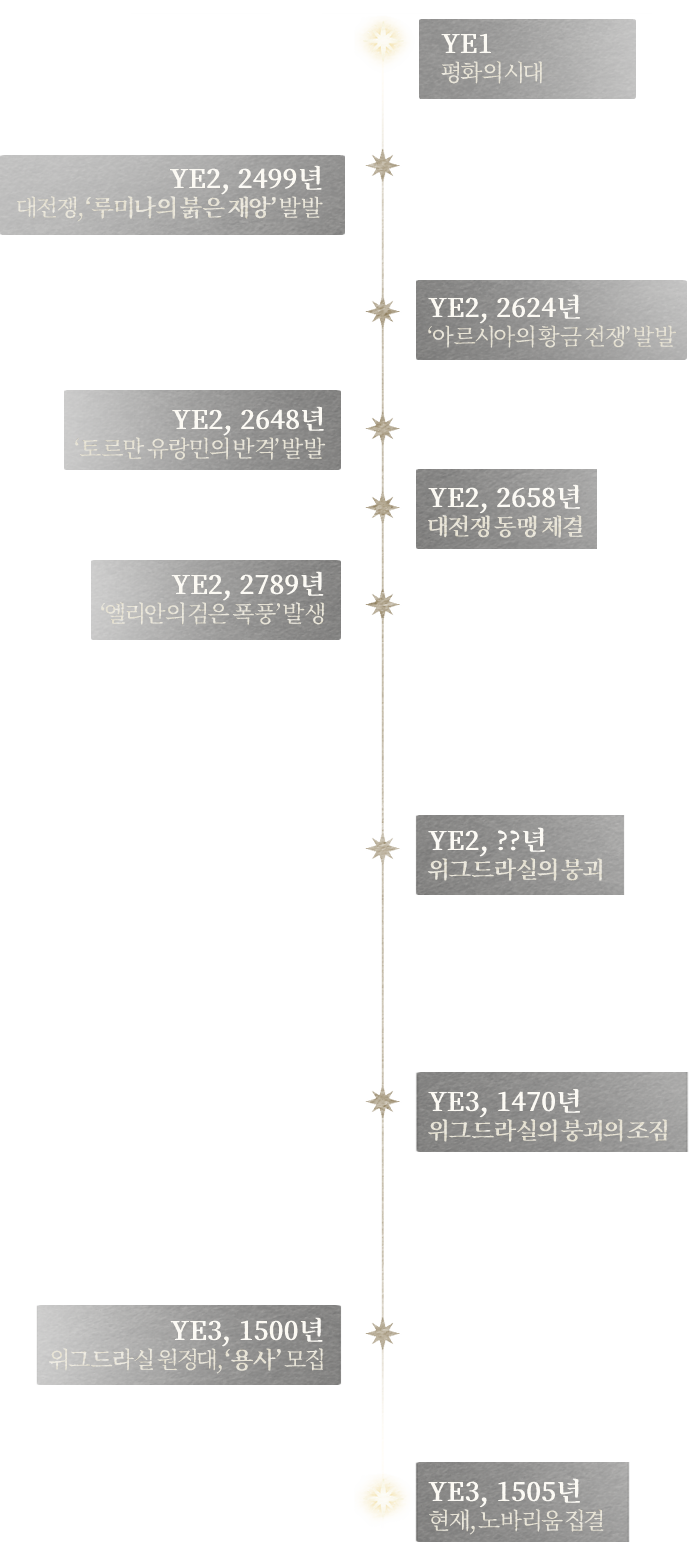 YE1
평화의 시대
YE2, 2499년
대전쟁, ‘루미나의 붉은 재앙’ 발발
YE2, 2624년
‘아르시아의 황금 전쟁’ 발발
YE2, 2648년
‘토르만 유랑민의 반격’ 발발
YE2, 2658년
대전쟁 동맹 체결
YE2, 2789년
‘엘리안의 검은 폭풍’ 발생
YE2, ??년
위그드라실의 붕괴
YE3, 1470년
위그드라실의 붕괴의 조짐
YE3, 1500년
위그드라실 원정대, ‘용사’ 모집
YE3, 1505년
현재, 노바리움 집결